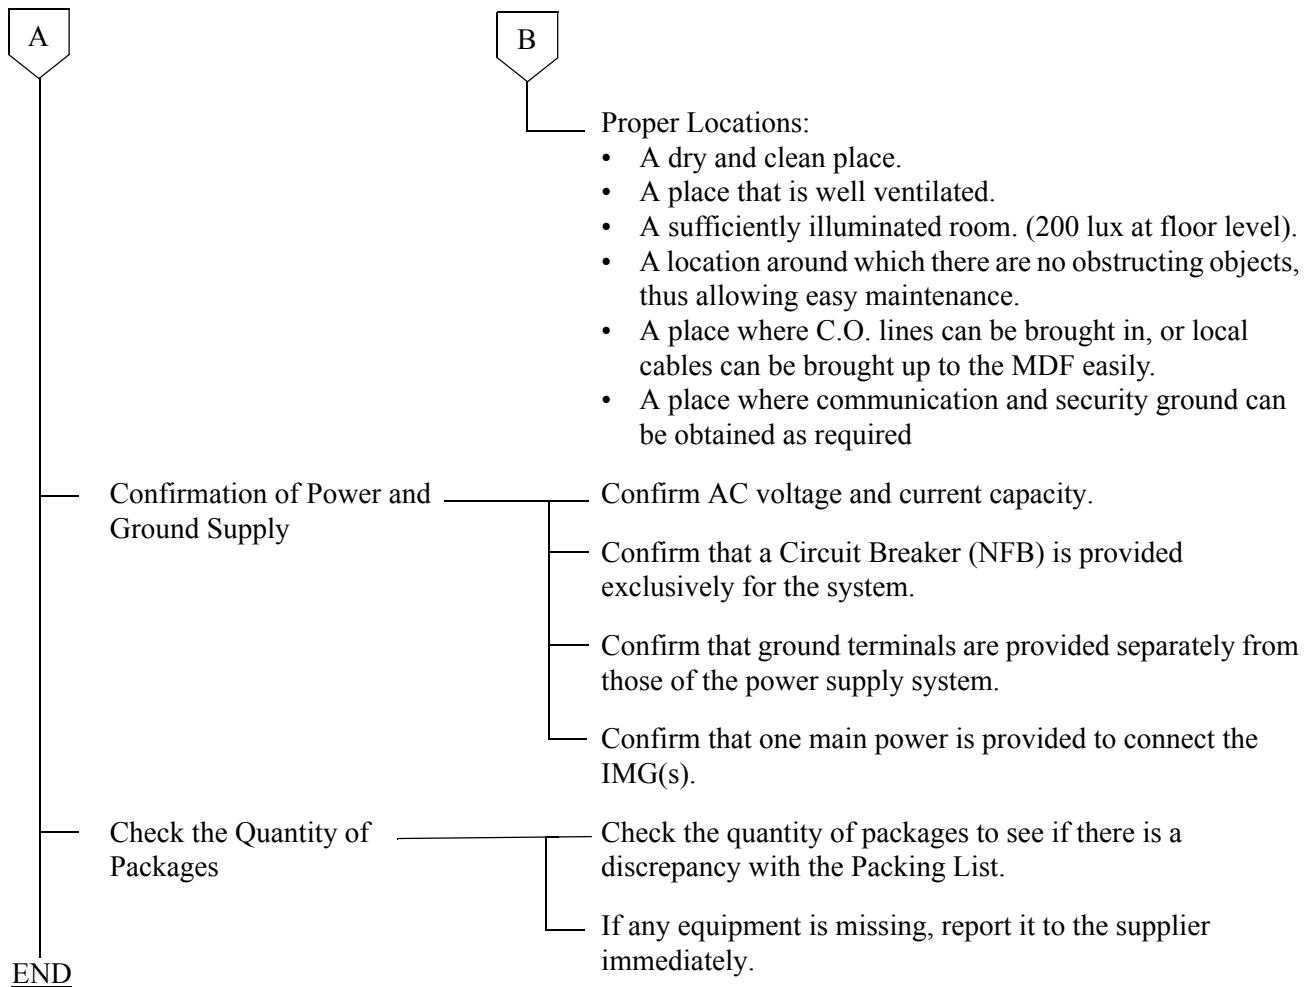 A
B
Proper Locations:
• A dry and clean place.
• A place that is well ventilated.
• A sufficiently illuminated room. (200 lux at floor level).
• A location around which there are no obstructing objects,
thus allowing easy maintenance.
• A place where C.O. lines can be brought in, or local
cables can be brought up to the MDF easily.
• A place where communication and security ground can
be obtained as required
Confirmation of Power and
Ground Supply
Confirm AC voltage and current capacity.
Confirm that a Circuit Breaker (NFB) is provided
exclusively for the system.
Confirm that ground terminals are provided separately from
those of the power supply system.
Confirm that one main power is provided to connect the
IMG(s).
Check the Quantity of
Packages
Check the quantity of packages to see if there is a
discrepancy with the Packing List.
If any equipment is missing, report it to the supplier
immediately.
END